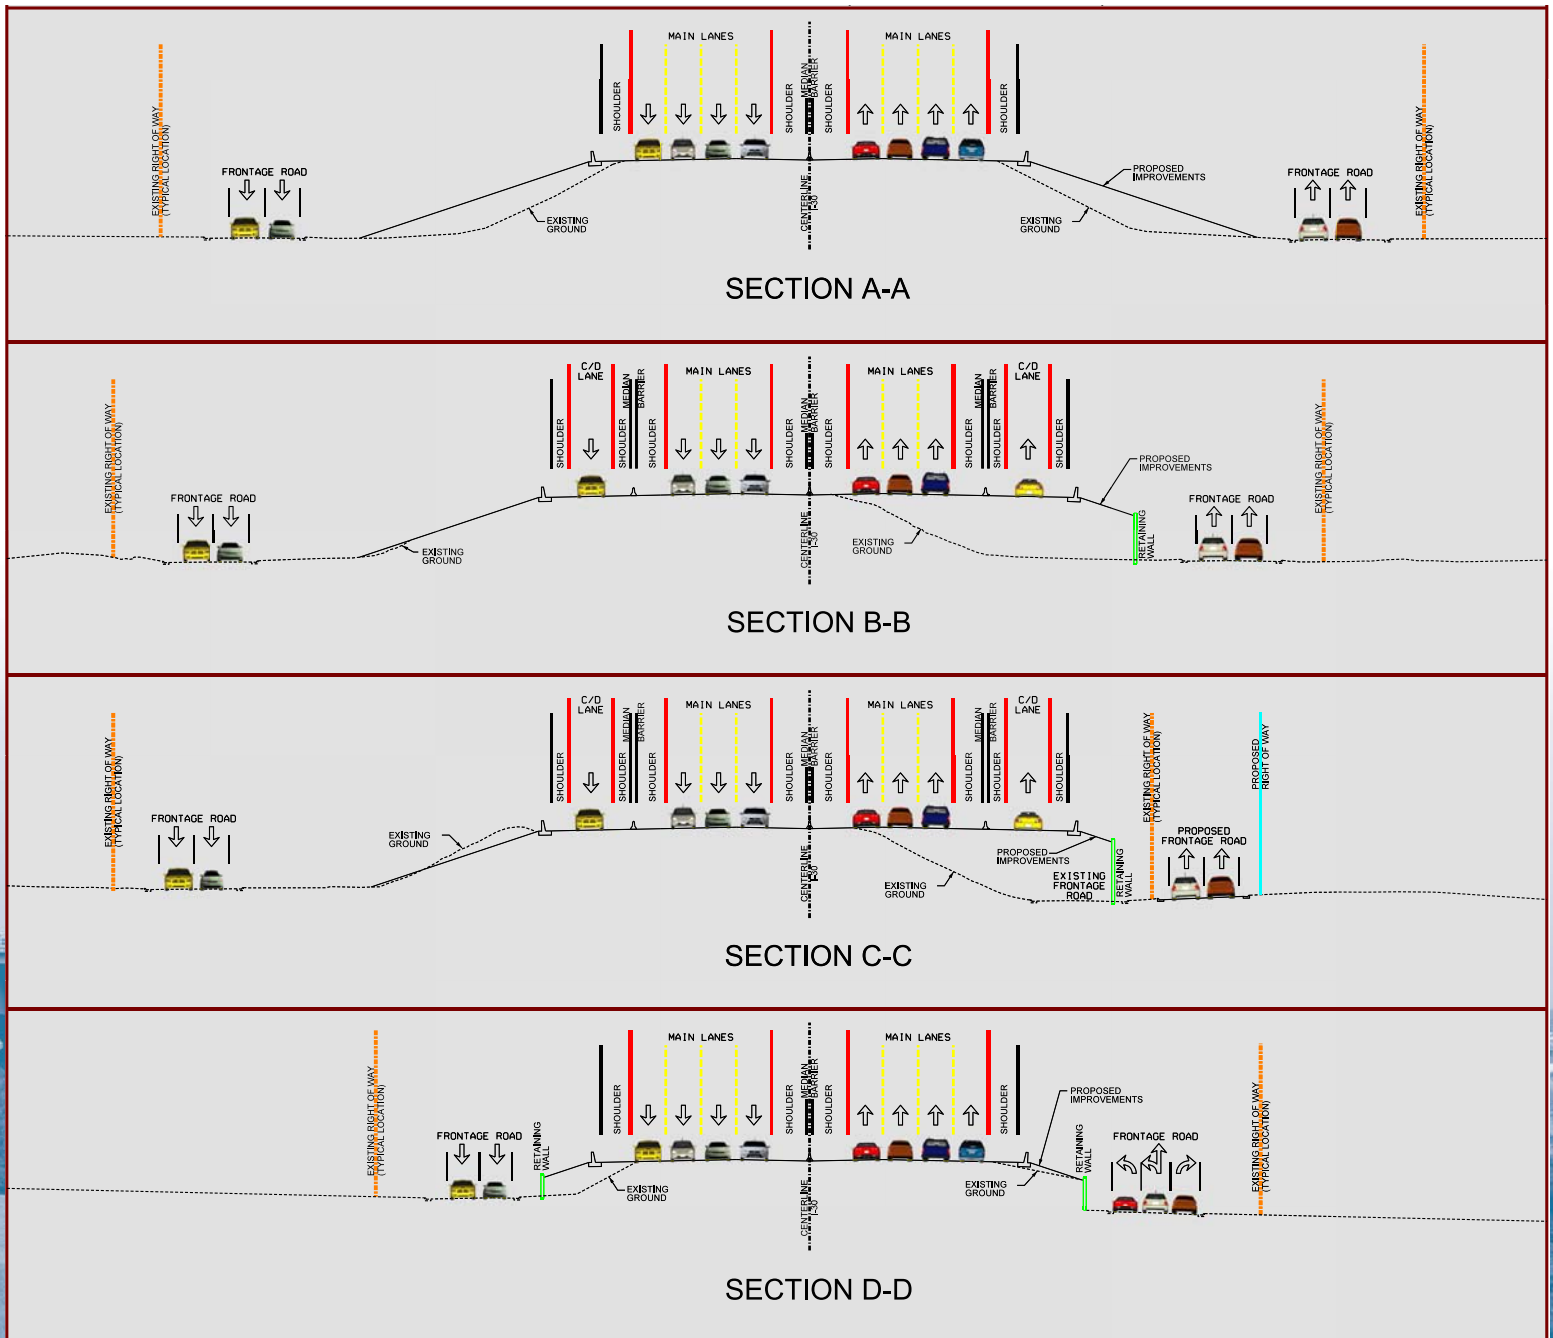 MAIN LANES
MAIN LANES
SHOULDER
SHOULDER
MEDIAN
BARRIER
SHOULDER
SHOULDER
EXISTING RIGHT OF WAY
(TYPICAL LOCATION)
FRONTAGE ROAD
EXISTING
GROUND
CENTERLINE
I-30
EXISTING
GROUND
PROPOSED
IMPROVEMENTS
FRONTAGE ROAD
EXISTING RIGHT OF WAY
(TYPICAL LOCATION)
SECTION A-A
C/D
LANE
MAIN LANES
MAIN LANES
C/D
LANE
SHOULDER
SHOULDER
MEDIAN
BARRIER
SHOULDER
SHOULDER
MEDIAN
BARRIER
SHOULDER
SHOULDER
MEDIAN
BARRIER
SHOULDER
SHOULDER
EXISTING RIGHT OF WAY
(TYPICAL LOCATION)
FRONTAGE ROAD
EXISTING
GROUND
CENTERLINE
I-30
EXISTING
GROUND
PROPOSED
IMPROVEMENTS
RETAINING
WALL
FRONTAGE ROAD
EXISTING RIGHT OF WAY
(TYPICAL LOCATION)
SECTION B-B
C/D
LANE
MAIN LANES
MAIN LANES
C/D
LANE
SHOULDER
SHOULDER
MEDIAN
BARRIER
SHOULDER
SHOULDER
MEDIAN
BARRIER
SHOULDER
SHOULDER
MEDIAN
BARRIER
SHOULDER
SHOULDER
EXISTING RIGHT OF WAY
(TYPICAL LOCATION)
FRONTAGE ROAD
EXISTING
GROUND
CENTERLINE
I-30
EXISTING
GROUND
PROPOSED
IMPROVEMENTS
EXISTING
FRONTAGE
ROAD
RETAINING
WALL
EXISTING RIGHT OF WAY
(TYPICAL LOCATION)
PROPOSED
FRONTAGE ROAD
PROPOSED
RIGHT OF WAY
SECTION C-C
MAIN LANES
MAIN LANES
SHOULDER
SHOULDER
MEDIAN
BARRIER
SHOULDER
SHOULDER
EXISTING RIGHT OF WAY
(TYPICAL LOCATION)
FRONTAGE ROAD
RETAINING
WALL
EXISTING
GROUND
CENTERLINE
I-30
EXISTING
GROUND
PROPOSED
IMPROVEMENTS
RETAINING
WALL
FRONTAGE ROAD
EXISTING RIGHT OF WAY
(TYPICAL LOCATION)
SECTION D-D